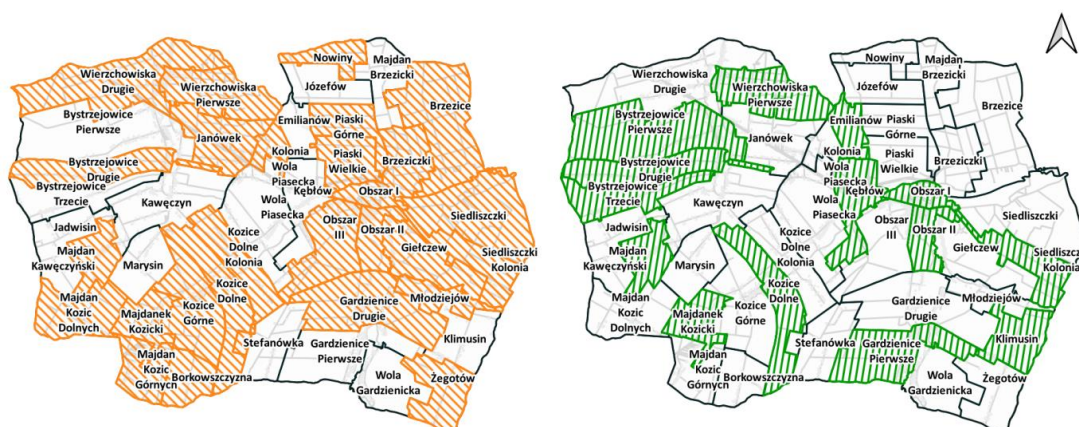 Nowiny
Majdan
Brzezicki
Wierzchowiska
Drugie
Wierzchowiska
Pierwsze
Józefów
Brzezice
Bystrzejowice
Pierwsze
Janówek
Emilianów
Piaski
Górne
Kolonia
Wola
Piasecka
Piaski
Wielkie
Brzeziczki
Bystrzejowice
Drugie
Bystrzejowice
Trzecie
Kębłów
Obszar I
Kawęczyn
Wola
Piasecka
Siedliszczki
Jadwisin
Obszar
III
Obszar II
Giełczew
Majdan
Kawęczyński
Marysin
Kozice
Dolne
Kolonia
Siedliszczki
Kolonia
Majdan
Kozic
Dolnych
Majdanek
Kozicki
Kozice
Górne
Kozice
Dolne
Gardzienice
Drugie
Młodziejów
Stefanówka
Gardzienice
Pierwsze
Klimusin
Majdan
Kozic
Górnych
Borkowszczyzna
Wola
Gardzienicka
Żegotów
Nowiny
Majdan
Brzezicki
Wierzchowiska
Drugie
Wierzchowiska
Pierwsze
Józefów
Brzezice
Bystrzejowice
Pierwsze
Janówek
Emilianów
Piaski
Górne
Kolonia
Wola
Piasecka
Piaski
Wielkie
Brzeziczki
Bystrzejowice
Drugie
Bystrzejowice
Trzecie
Kębłów
Obszar I
Kawęczyn
Wola
Piasecka
Siedliszczki
Jadwisin
Obszar
III
Obszar II
Giełczew
Majdan
Kawęczyński
Marysin
Kozice
Dolne
Kolonia
Siedliszczki
Kolonia
Majdan
Kozic
Dolnych
Majdanek
Kozicki
Kozice
Górne
Kozice
Dolne
Gardzienice
Drugie
Młodziejów
Stefanówka
Gardzienice
Pierwsze
Klimusin
Majdan
Kozic
Górnych
Borkowszczyzna
Wola
Gardzienicka
Żegotów